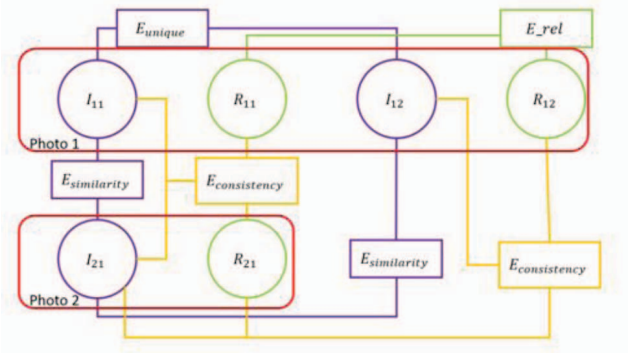 E_unique
E_rel
I_11
R_11
I_12
R_12
Photo 1
E_similarity
E_consistency
I_21
R_21
E_similarity
E_consistency
Photo 2